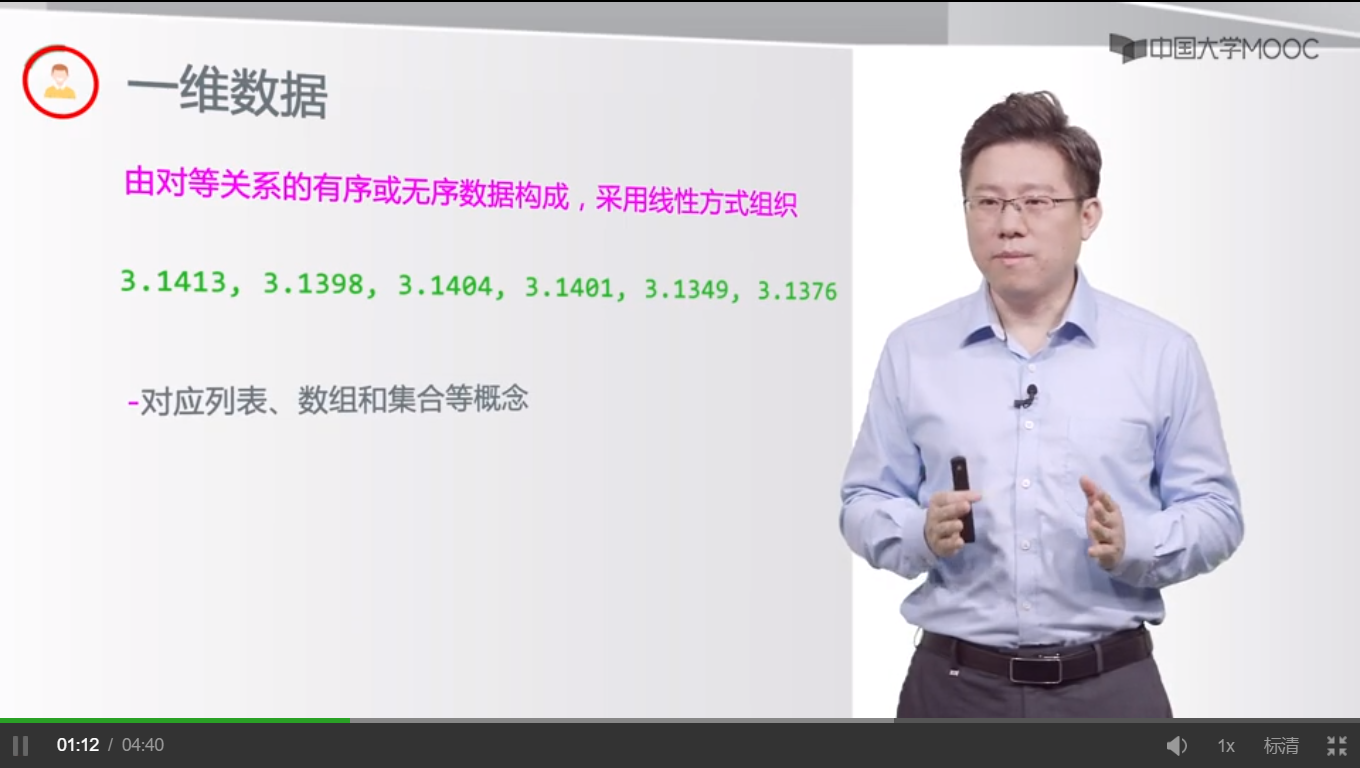 中国大学MOOC
一维数据
由对等关系的有序或无序数据构成，采用线性方式组织
3.1413, 3.1398, 3.1404, 3.1401, 3.1349, 3.1376
-对应列表、数组和集合等概念
01:12 / 04:40 1x 标清